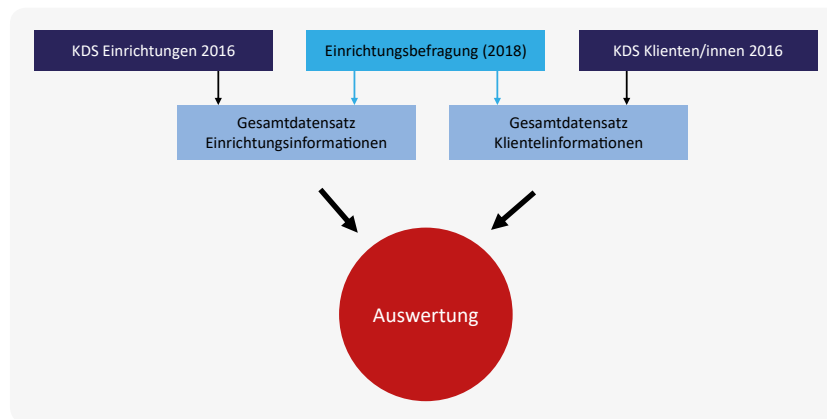 KDS Einrichtungen 2016
Einrichtungsbefragung (2018)
KDS Klienten/innen 2016
Gesamtdatensatz
Einrichtungsinformationen
Gesamtdatensatz
Klientelinformationen
Auswertung